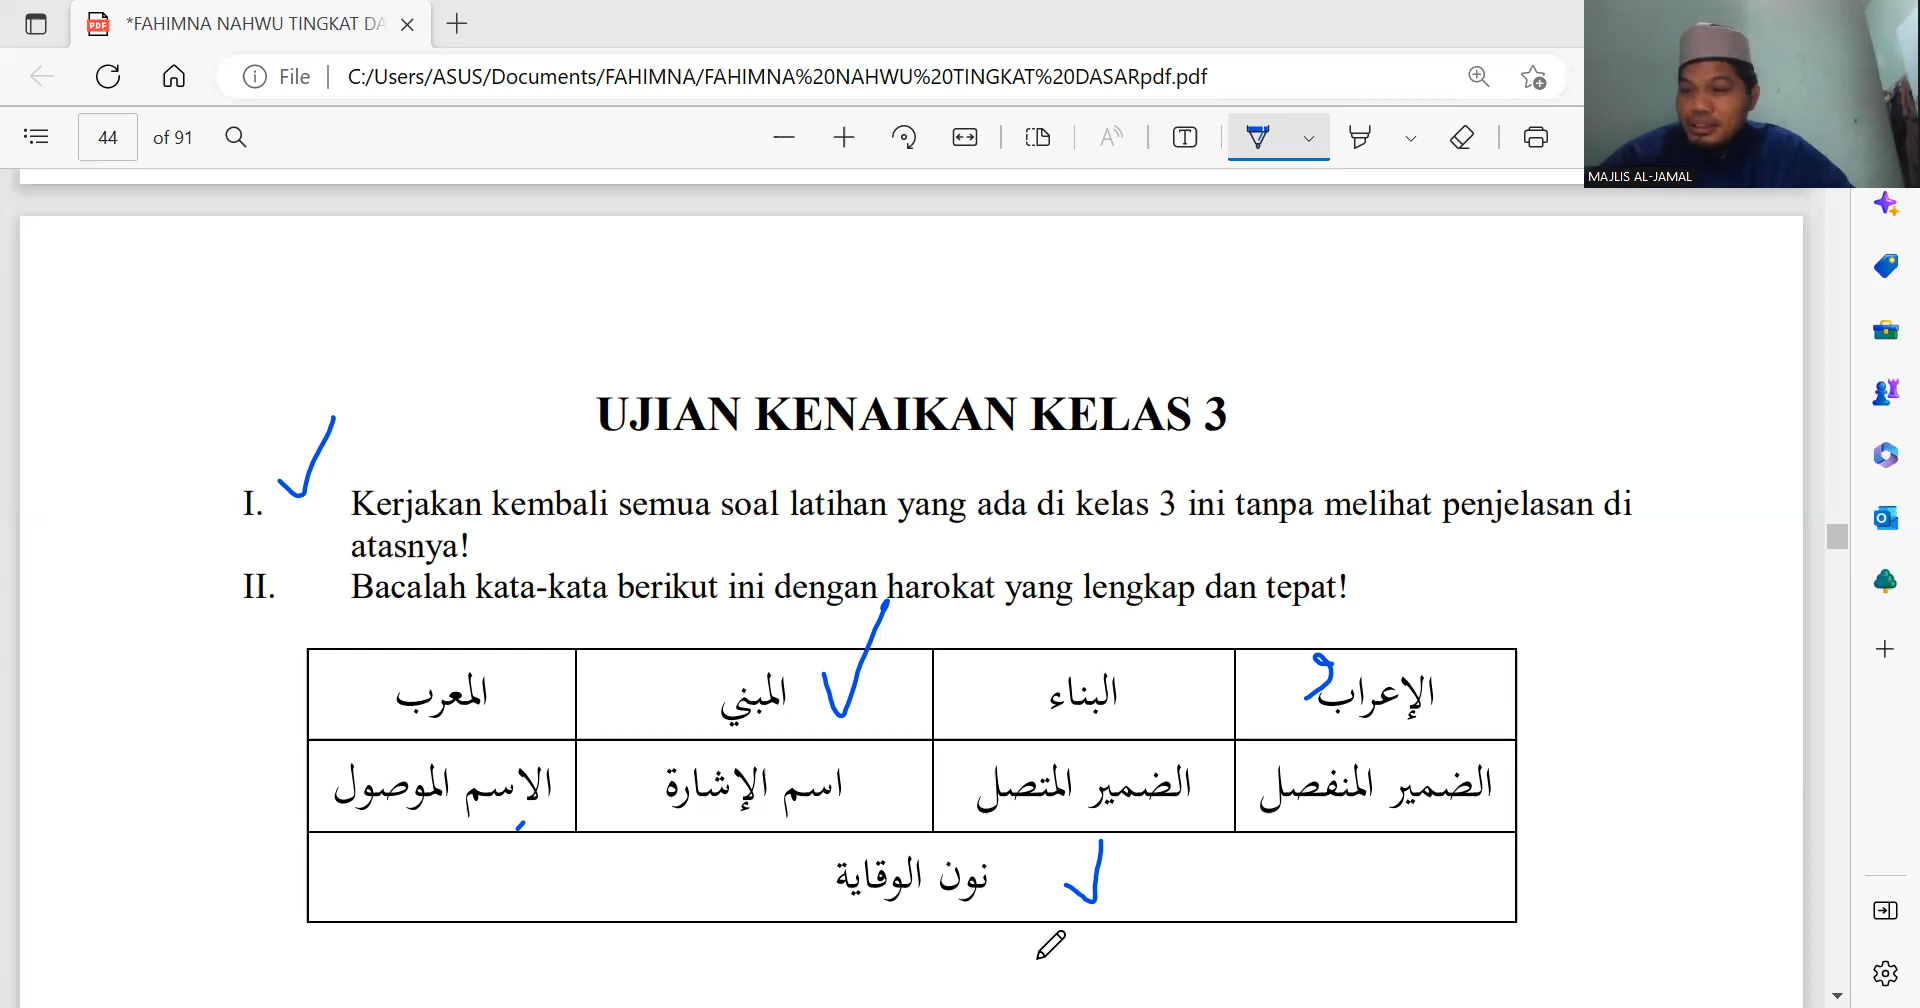 *FAHIMNA NAHWU TINGKAT DA
File
C:/Users/ASUS/Documents/FAHIMNA/FAHIMNA%20NAHWU%20TINGKAT%20DASARpdf.pdf
44 of 91
MAJLIS AL-JAMAL
UJIAN KENAIKAN KELAS 3
I. Kerjakan kembali semua soal latihan yang ada di kelas 3 ini tanpa melihat penjelasan di
atasnya!
II. Bacalah kata-kata berikut ini dengan harokat yang lengkap dan tepat!
الإعراب البناء المبني المعرب
الضمير المنفصل الضمير المتصل اسم الإشارة الاسم الموصول
نون الوقاية